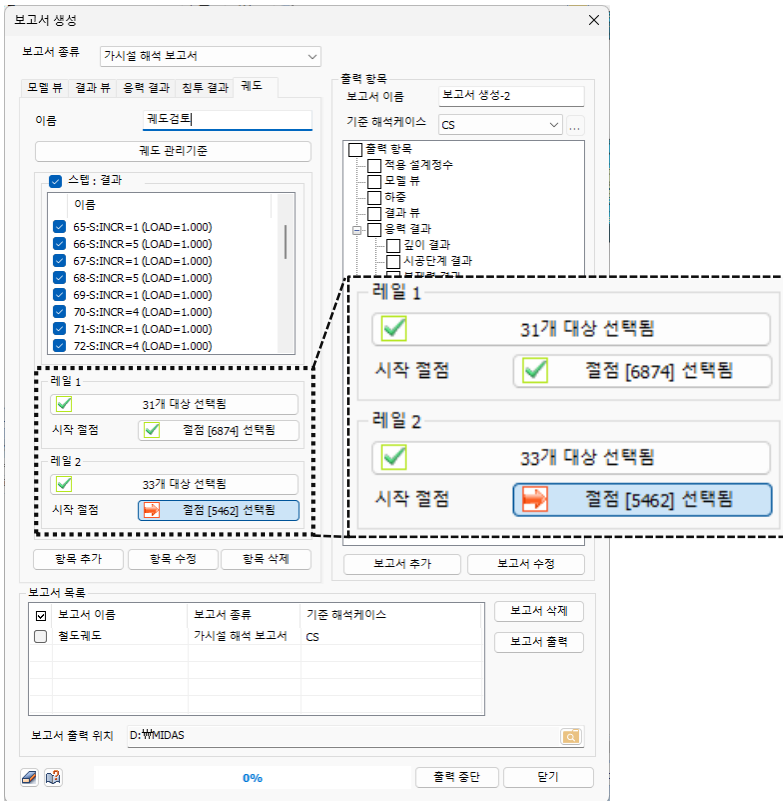 보고서 생성
보고서 종류
가시설 해석 보고서
모델 뷰
결과 뷰
응력 결과
침투 결과
궤도
이름
궤도검토
궤도 관리기준
스텝 : 결과
이름
65-S:INCR=1 (LOAD=1.000)
66-S:INCR=5 (LOAD=1.000)
67-S:INCR=1 (LOAD=1.000)
68-S:INCR=5 (LOAD=1.000)
69-S:INCR=1 (LOAD=1.000)
70-S:INCR=4 (LOAD=1.000)
71-S:INCR=1 (LOAD=1.000)
72-S:INCR=4 (LOAD=1.000)
레일 1
31개 대상 선택됨
시작 절점
절점 [6874] 선택됨
레일 2
33개 대상 선택됨
시작 절점
절점 [5462] 선택됨
항목 추가
항목 수정
항목 삭제
출력 항목
보고서 이름
보고서 생성-2
기준 해석케이스
CS
...
출력 항목
적용 설계정수
모델 뷰
하중
결과 뷰
응력 결과
깊이 결과
시공단계 결과
레일 1
31개 대상 선택됨
시작 절점
절점 [6874] 선택됨
레일 2
33개 대상 선택됨
시작 절점
절점 [5462] 선택됨
보고서 추가
보고서 수정
보고서 목록
보고서 이름
보고서 종류
기준 해석케이스
철도궤도
가시설 해석 보고서
CS
보고서 삭제
보고서 출력
보고서 출력 위치
D:₩MIDAS
0%
출력 중단
닫기